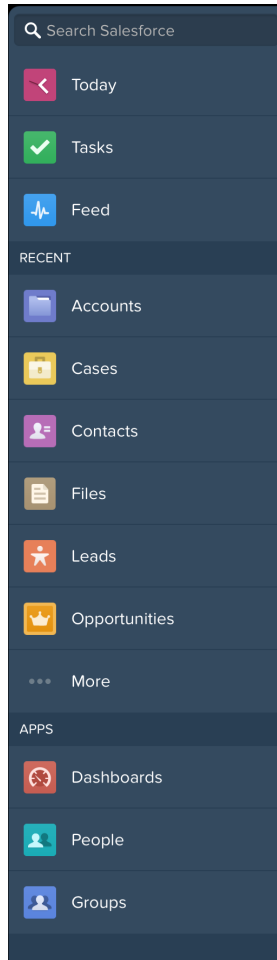 Search Salesforce
Today
Tasks
Feed
RECENT
Accounts
Cases
Contacts
Files
Leads
Opportunities
More
APPS
Dashboards
People
Groups